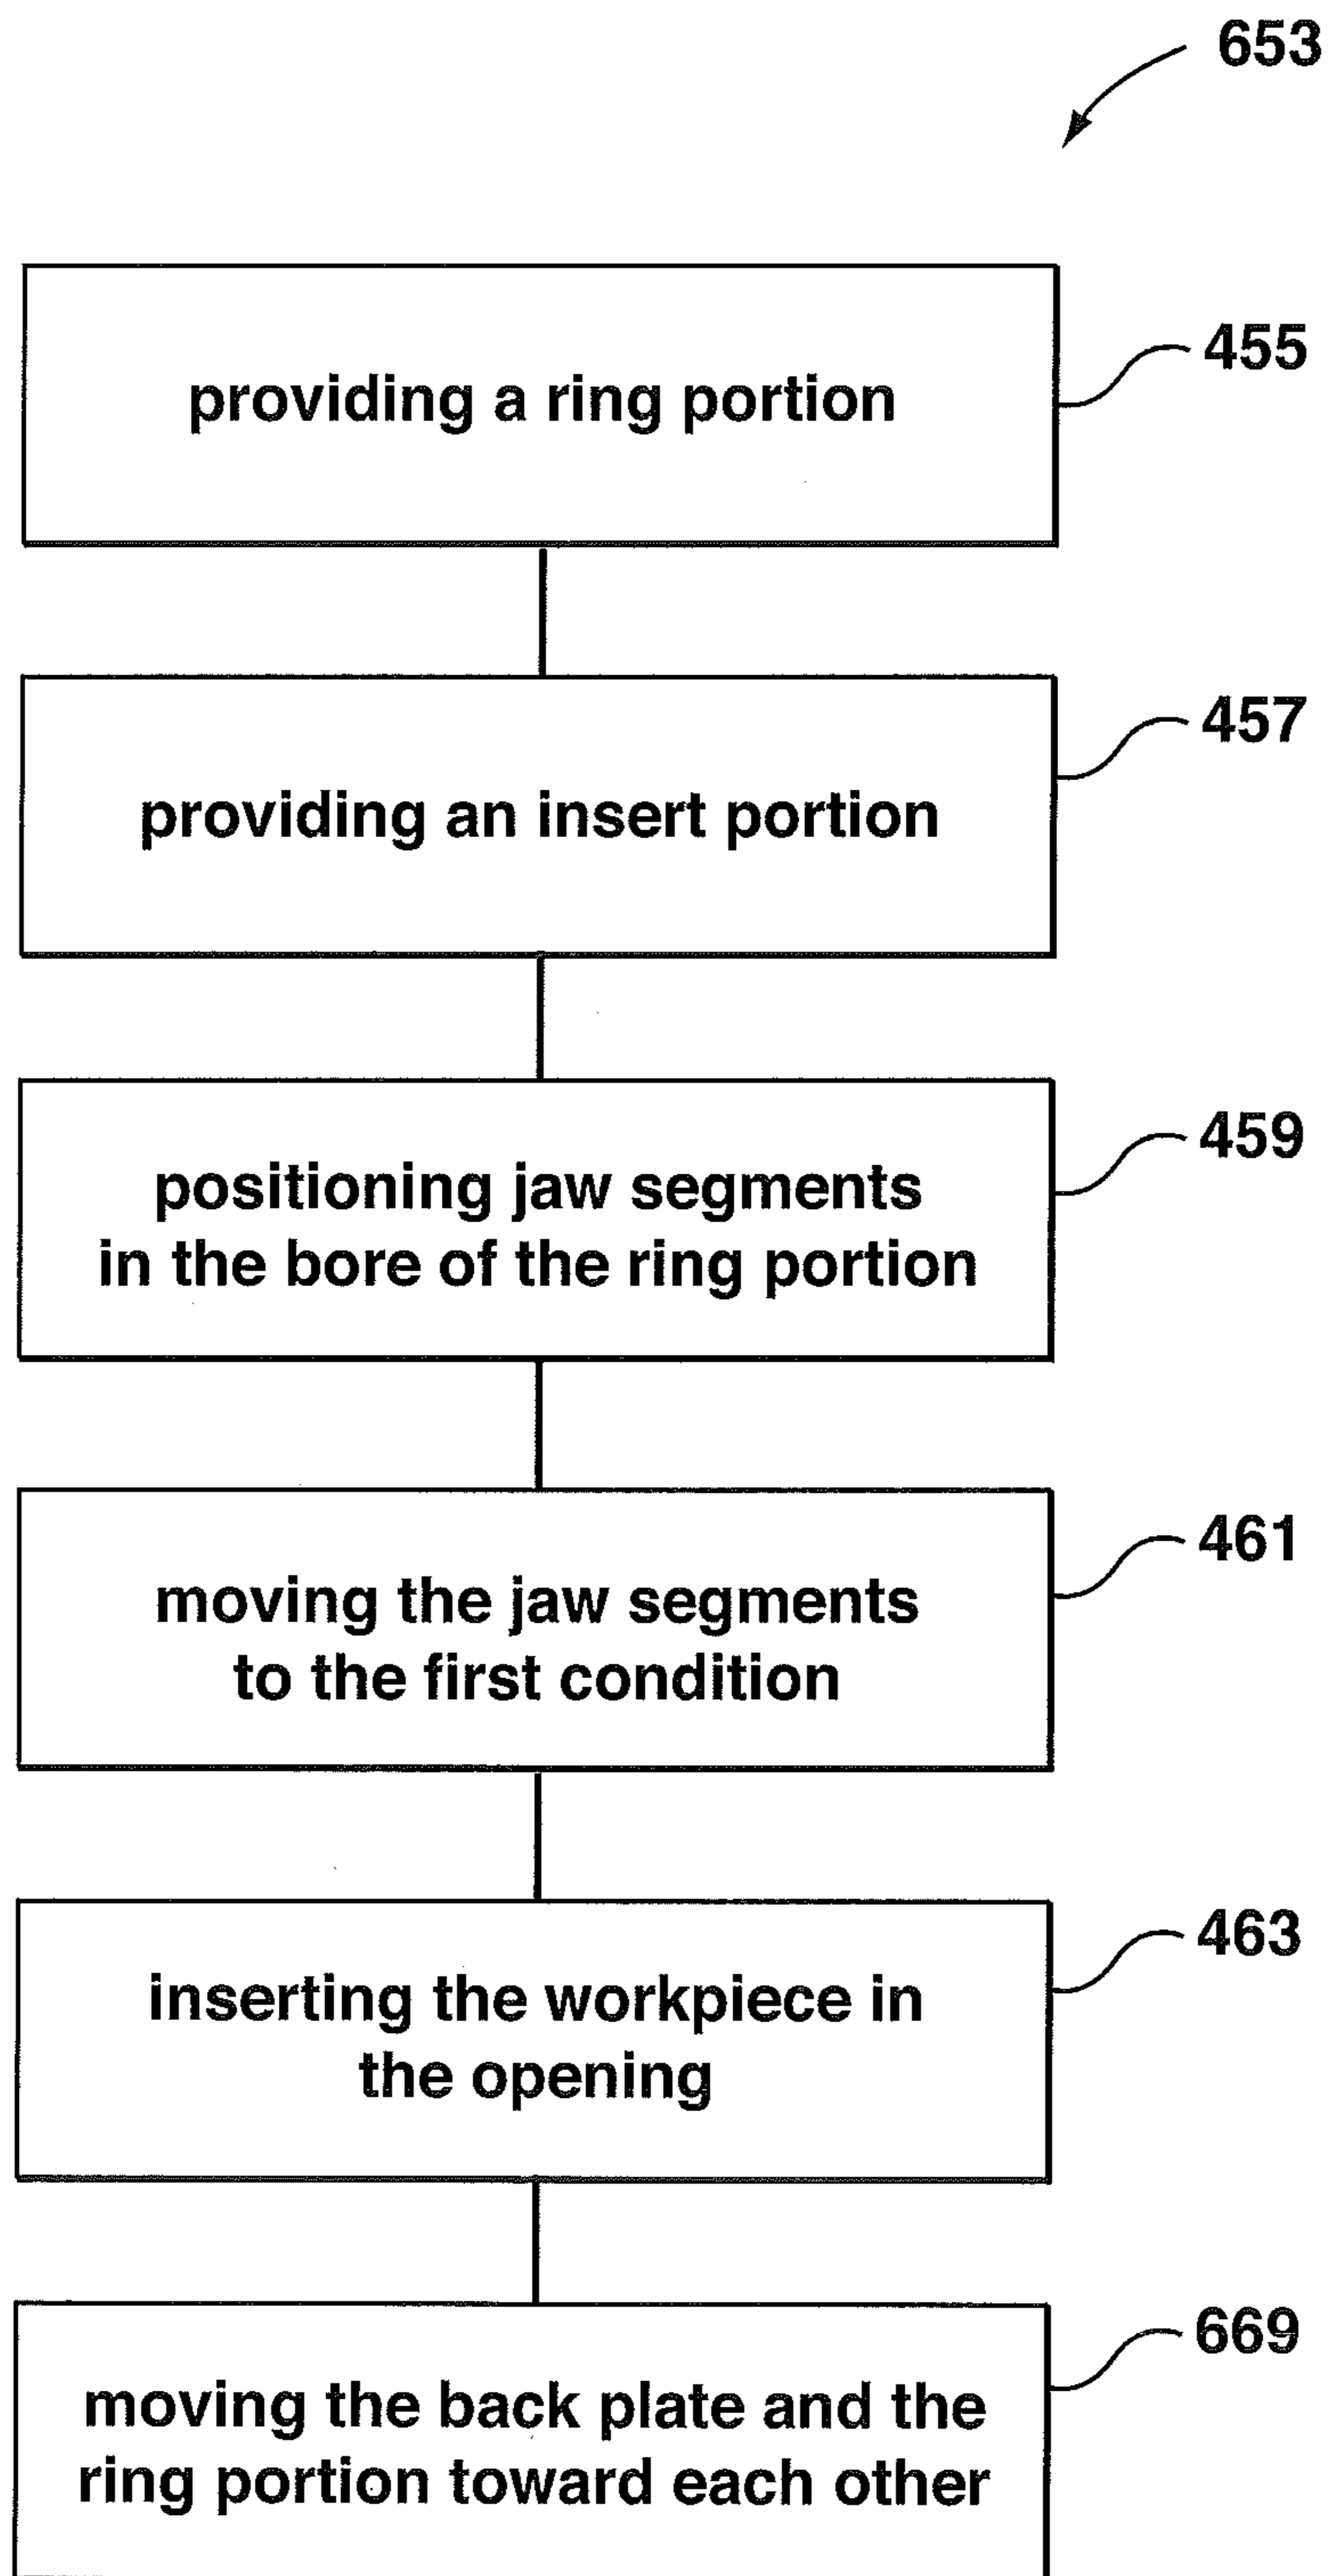 653
providing a ring portion
455
providing an insert portion
457
positioning jaw segments
in the bore of the ring portion
459
moving the jaw segments
to the first condition
461
inserting the workpiece in
the opening
463
moving the back plate and the
ring portion toward each other
669